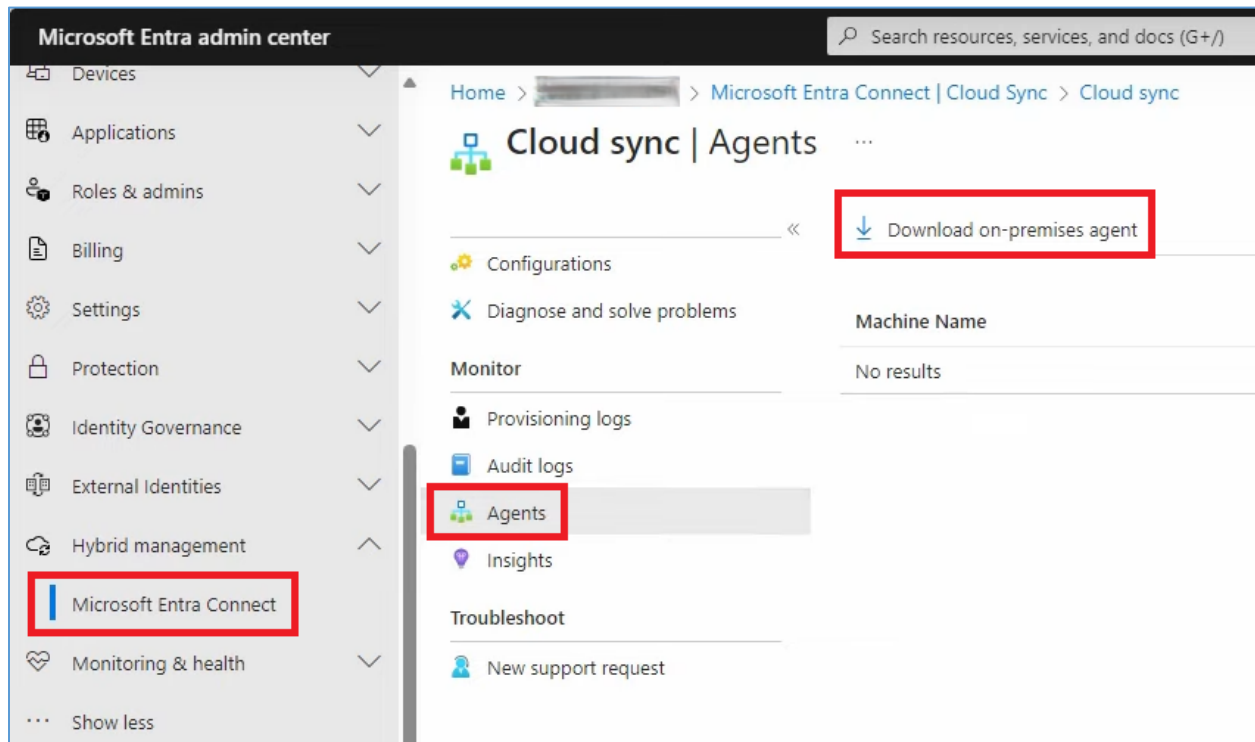 Microsoft Entra admin center
Search resources, services, and docs (G+/)
Devices
Applications
Roles & admins
Billing
Settings
Protection
Identity Governance
External Identities
Hybrid management
Microsoft Entra Connect
Monitoring & health
Show less
Home > > Microsoft Entra Connect | Cloud Sync > Cloud sync
Cloud sync | Agents
Configurations
Diagnose and solve problems
Monitor
Provisioning logs
Audit logs
Agents
Insights
Troubleshoot
New support request
Download on-premises agent
Machine Name
No results